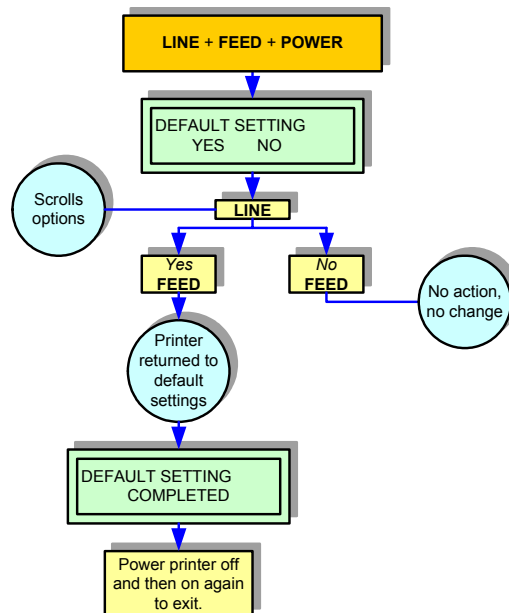 LINE + FEED + POWER
DEFAULT SETTING
YES NO
Scrolls
options
LINE
Yes
FEED
No
FEED
No action,
no change
Printer
returned to
default
settings
DEFAULT SETTING
COMPLETED
Power printer off
and then on again
to exit.